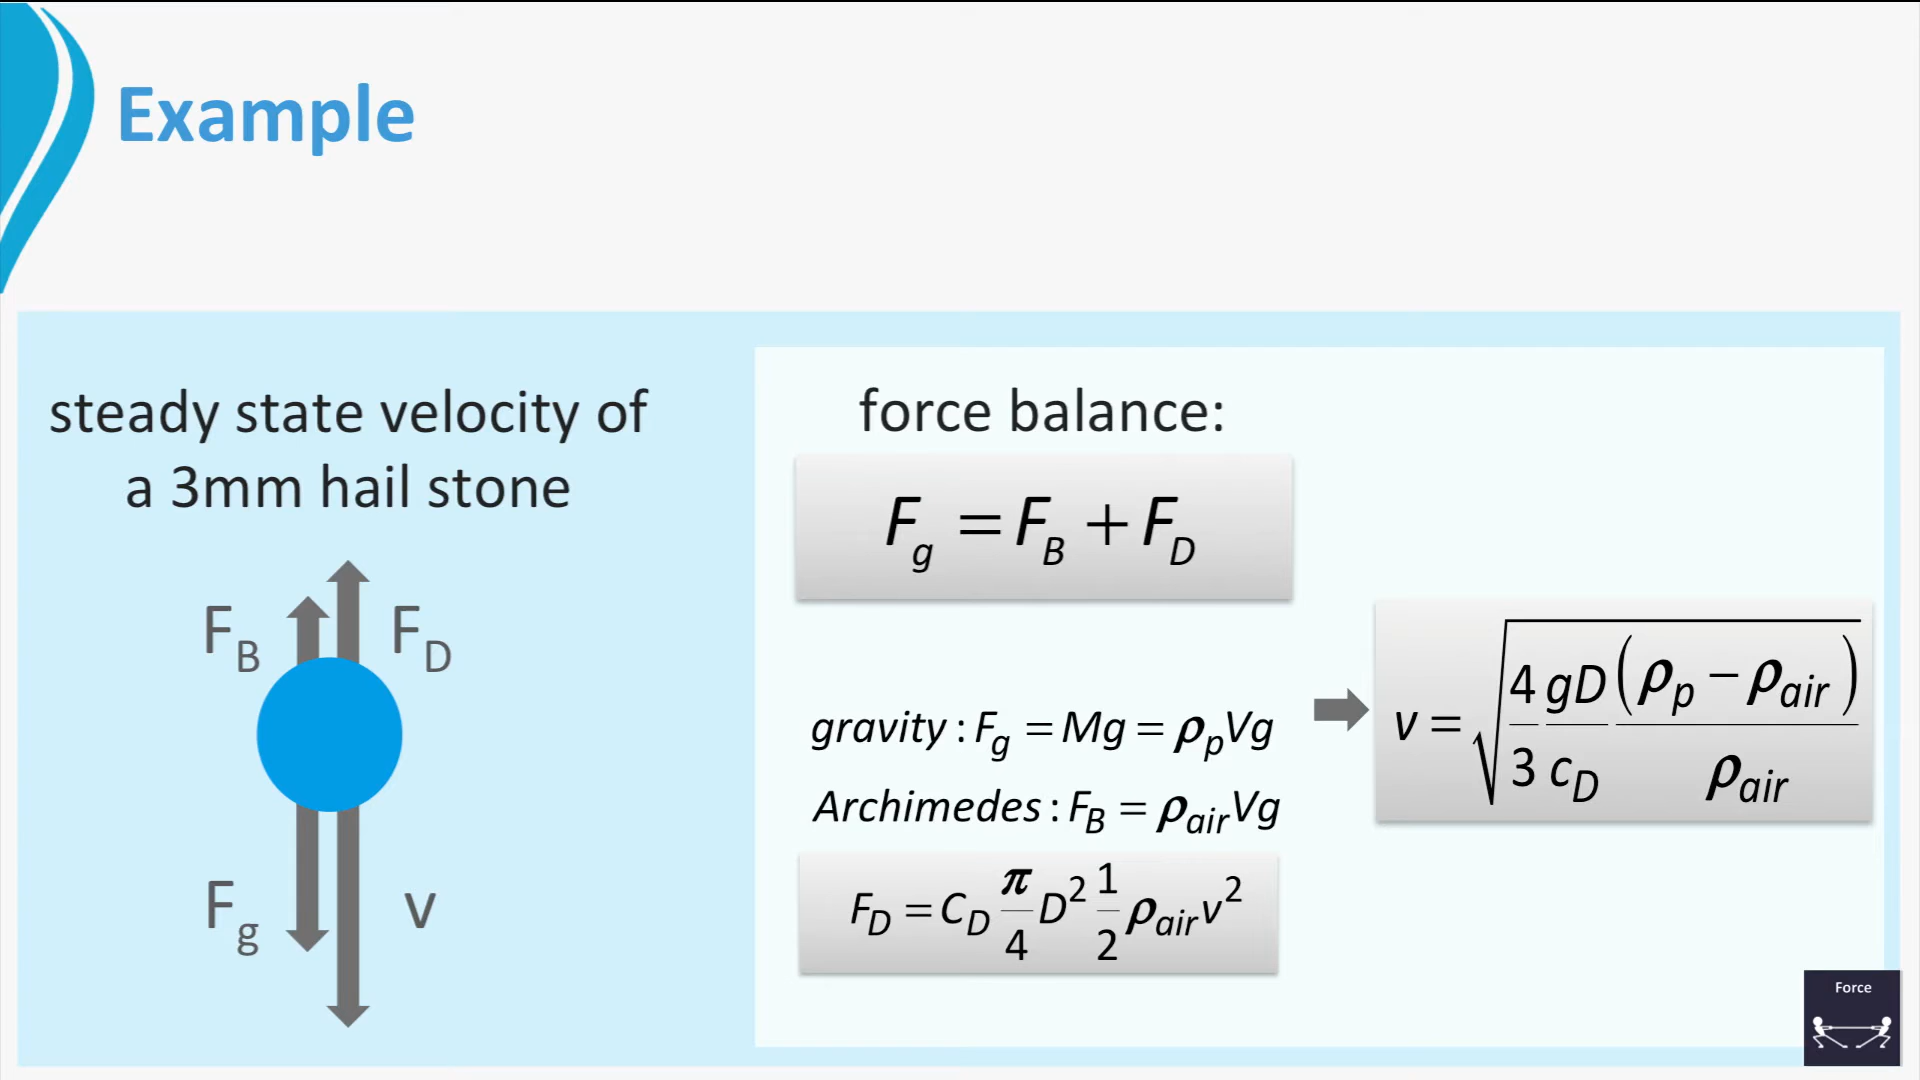 Example
steady state velocity of
a 3mm hail stone
F_B
F_D
F_g
v
force balance:
F_g = F_B + F_D
gravity : F_g = Mg = ρ_p Vg
Archimedes : F_B = ρ_air Vg
F_D = C_D π/4 D² 1/2 ρ_air v²
v = √(4/3 gD/c_D (ρ_p − ρ_air)/ρ_air)
Force